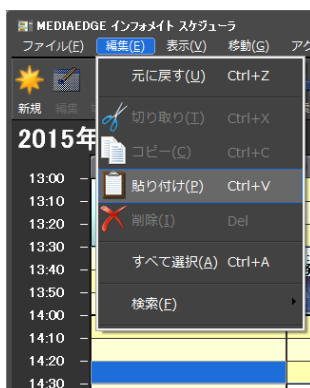 MEDIAEDGE インフォメイト スケジューラ
ファイル(F) 編集(E) 表示(V) 移動(G)
新規 編集
元に戻す(U) Ctrl+Z
切り取り(T) Ctrl+X
コピー(C) Ctrl+C
貼り付け(P) Ctrl+V
削除(I) Del
すべて選択(A) Ctrl+A
検索(F)
2015年
13:00
13:10
13:20
13:30
13:40
13:50
14:00
14:10
14:20
14:30